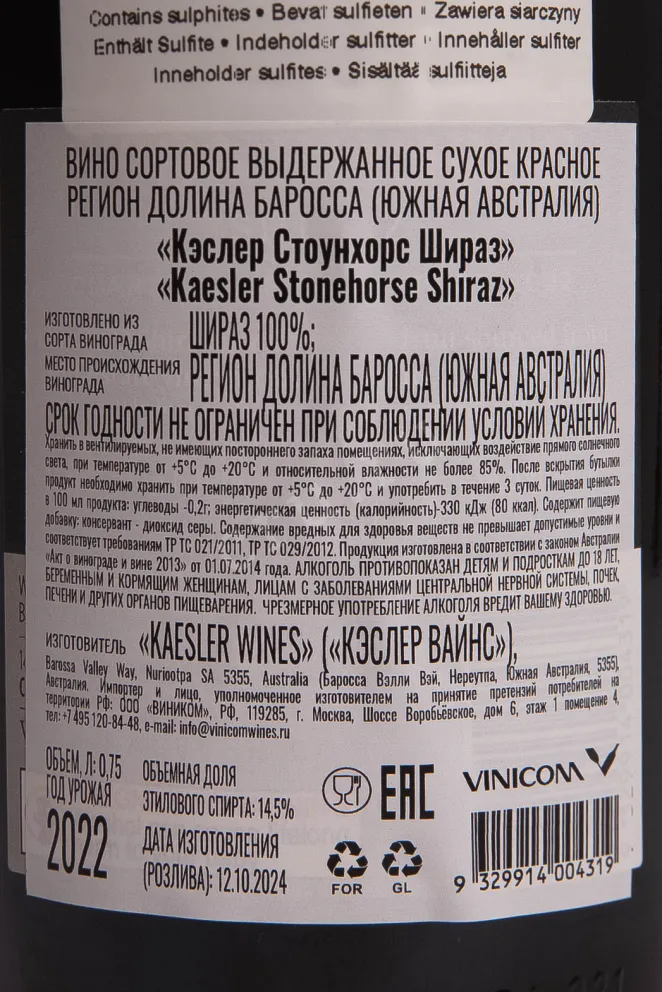 Contains sulphites • Bevat sulfieten • Zawiera siarczyny
Enthält Sulfite • Indeholder sulfitter • Innehåller sulfiter
Inneholder sulfites • Sisältää sulfiitteja
ВИНО СОРТОВОЕ ВЫДЕРЖАННОЕ СУХОЕ КРАСНОЕ
РЕГИОН ДОЛИНА БАРОССА (ЮЖНАЯ АВСТРАЛИЯ)
«Кэслер Стоунхорс Шираз»
«Kaesler Stonehorse Shiraz»
ИЗГОТОВЛЕНО ИЗ СОРТА ВИНОГРАДА ШИРАЗ 100%;
МЕСТО ПРОИСХОЖДЕНИЯ ВИНОГРАДА РЕГИОН ДОЛИНА БАРОССА (ЮЖНАЯ АВСТРАЛИЯ)
СРОК ГОДНОСТИ НЕ ОГРАНИЧЕН ПРИ СОБЛЮДЕНИИ УСЛОВИЙ ХРАНЕНИЯ.
Хранить в вентилируемых, не имеющих постороннего запаха помещениях, исключающих воздействие прямого солнечного
света, при температуре от +5°С до +20°С и относительной влажности не более 85%. После вскрытия бутылки
продукт необходимо хранить при температуре от +5°С до +20°С и употребить в течение 3 суток. Пищевая ценность
в 100 мл продукта: углеводы -0,2г; энергетическая ценность (калорийность)-330 кДж (80 ккал). Содержит пищевую
добавку: консервант - диоксид серы. Содержание вредных для здоровья веществ не превышает допустимые уровни и
соответствует требованиям ТР ТС 021/2011, ТР ТС 029/2012. Продукция изготовлена в соответствии с законом Австралии
«Акт о винограде и вине 2013» от 01.07.2014 года. АЛКОГОЛЬ ПРОТИВОПОКАЗАН ДЕТЯМ И ПОДРОСТКАМ ДО 18 ЛЕТ,
БЕРЕМЕННЫМ И КОРМЯЩИМ ЖЕНЩИНАМ, ЛИЦАМ С ЗАБОЛЕВАНИЯМИ ЦЕНТРАЛЬНОЙ НЕРВНОЙ СИСТЕМЫ, ПОЧЕК,
ПЕЧЕНИ И ДРУГИХ ОРГАНОВ ПИЩЕВАРЕНИЯ. ЧРЕЗМЕРНОЕ УПОТРЕБЛЕНИЕ АЛКОГОЛЯ ВРЕДИТ ВАШЕМУ ЗДОРОВЬЮ.
ИЗГОТОВИТЕЛЬ «KAESLER WINES» («КЭСЛЕР ВАЙНС»),
Barossa Valley Way, Nuriootpa SA 5355, Australia (Баросса Вэлли Вэй, Нереутпа, Южная Австралия, 5355),
Австралия. Импортер и лицо, уполномоченное изготовителем на принятие претензий потребителей на
территории РФ: ООО «ВИНИКОМ», РФ, 119285, г. Москва, Шоссе Воробьёвское, дом 6, этаж 1 помещение 4,
тел:+7 495 120-84-48, e-mail: info@vinicomwines.ru
ОБЪЕМ, Л: 0,75
ГОД УРОЖАЯ
2022
ОБЪЕМНАЯ ДОЛЯ
ЭТИЛОВОГО СПИРТА: 14,5%
ДАТА ИЗГОТОВЛЕНИЯ
(РОЗЛИВА): 12.10.2024
EAC
FOR
GL
VINICOM
9 329914 004319